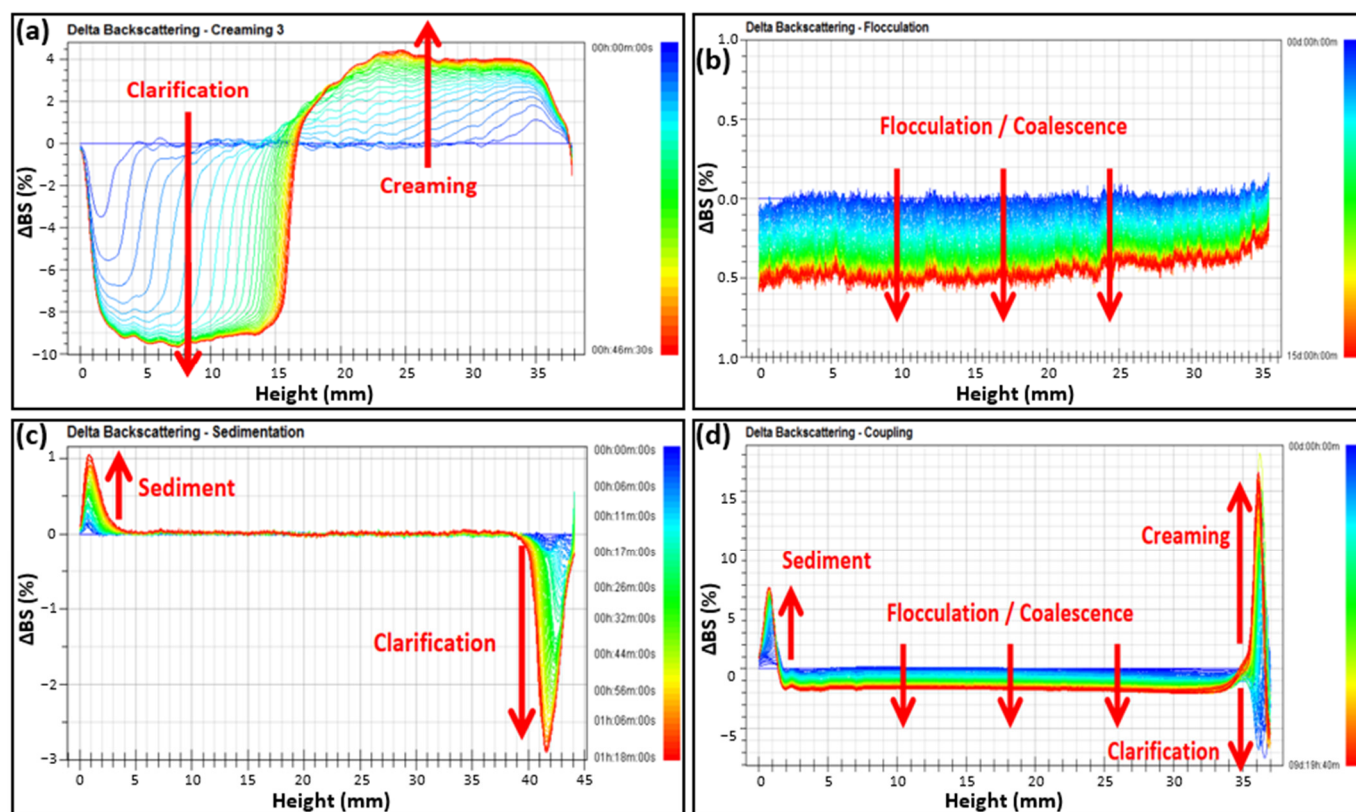 (a) Delta Backscattering - Creaming 3
4
2
0
−2
−4
−6
−8
−10
ΔBS (%)
Clarification
Creaming
00h:00m:00s
00h:46m:30s
0 5 10 15 20 25 30 35
Height (mm)
(b) Delta Backscattering - Flocculation
1.0
0.5
0.0
0.5
1.0
ΔBS (%)
Flocculation / Coalescence
00d:00h:00m
15d:00h:00m
0 5 10 15 20 25 30 35
Height (mm)
(c) Delta Backscattering - Sedimentation
1
0
−1
−2
−3
ΔBS (%)
Sediment
Clarification
00h:00m:00s
00h:06m:00s
00h:11m:00s
00h:17m:00s
00h:26m:00s
00h:32m:00s
00h:44m:00s
00h:56m:00s
01h:06m:00s
01h:18m:00s
0 5 10 15 20 25 30 35 40 45
Height (mm)
(d) Delta Backscattering - Coupling
15
10
5
0
−5
ΔBS (%)
Sediment
Flocculation / Coalescence
Creaming
Clarification
00d:00h:00m
09d:19h:40m
0 5 10 15 20 25 30 35
Height (mm)